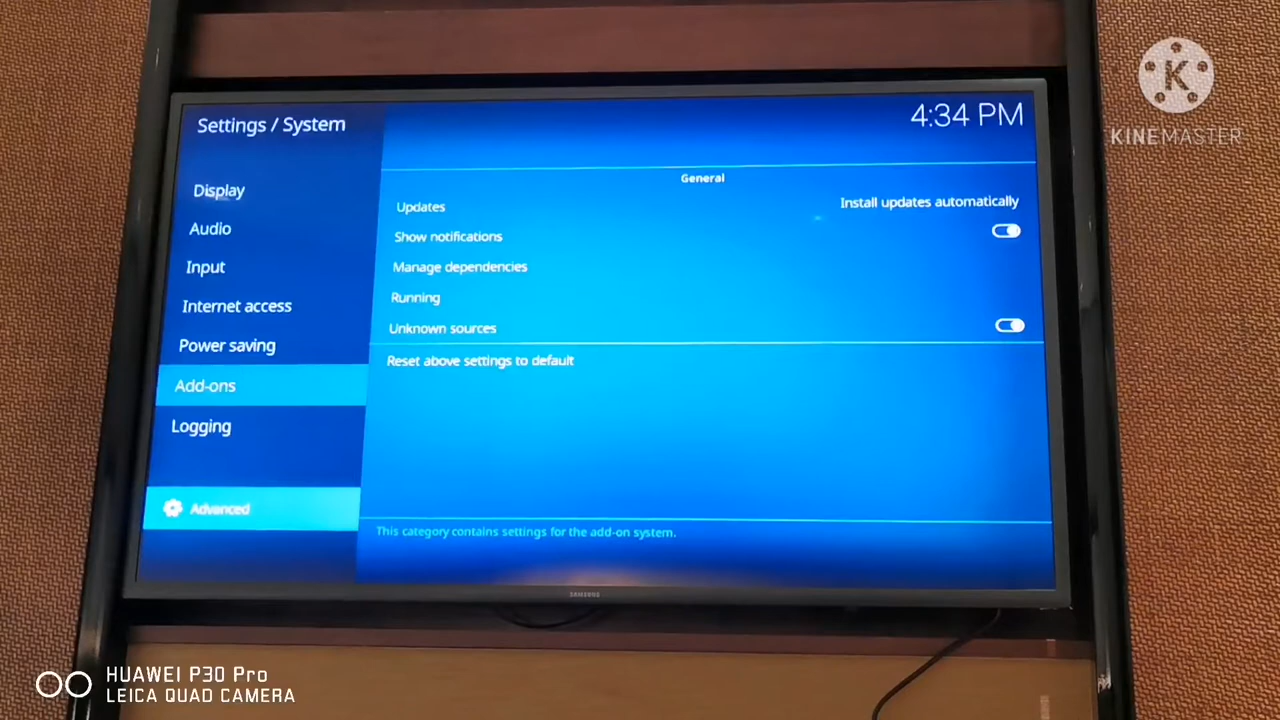 Settings / System
4:34 PM
Display
Audio
Input
Internet access
Power saving
Add-ons
Logging
Advanced
General
Updates
Install updates automatically
Show notifications
Manage dependencies
Running
Unknown sources
Reset above settings to default
This category contains settings for the add-on system.
SAMSUNG
K
KINEMASTER
HUAWEI P30 Pro
LEICA QUAD CAMERA